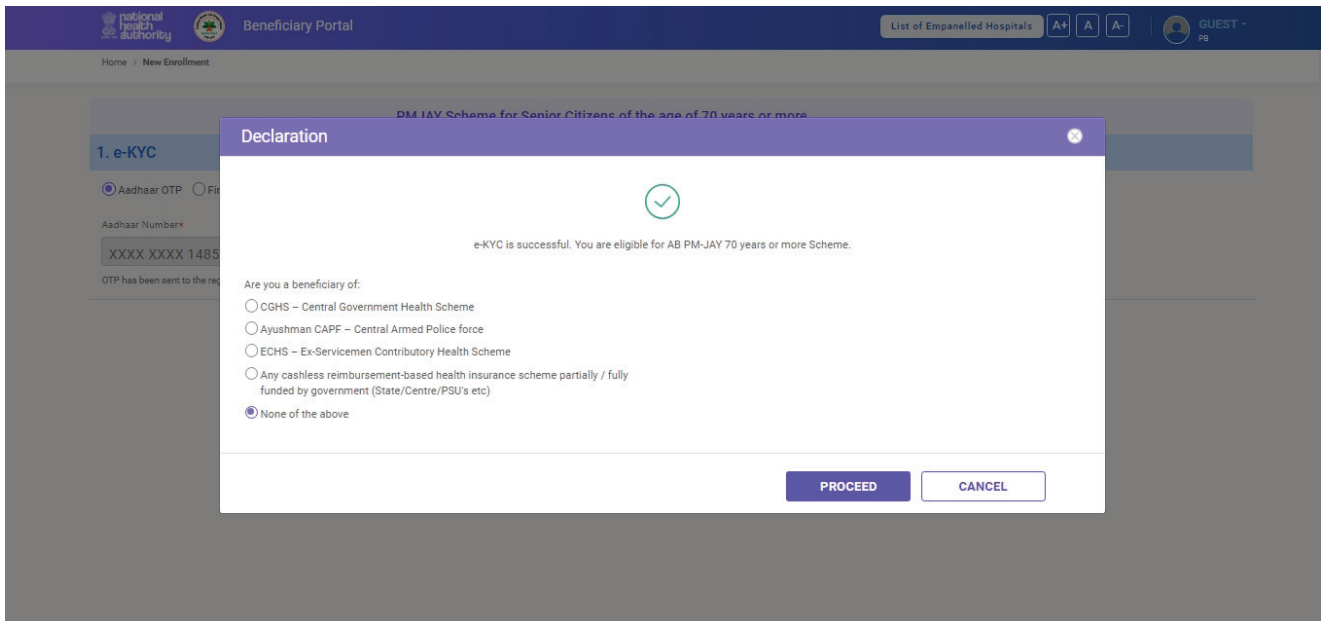 national
health
authority
Beneficiary Portal
List of Empanelled Hospitals
A+
A
A-
GUEST
PB
Home > New Enrollment
PM JAY Scheme for Senior Citizens of the age of 70 years or more
Declaration
1. e-KYC
Aadhaar OTP
Aadhaar Number*
XXXX XXXX 1485
OTP has been sent to the reg
e-KYC is successful. You are eligible for AB PM-JAY 70 years or more Scheme.
Are you a beneficiary of:
CGHS – Central Government Health Scheme
Ayushman CAPF – Central Armed Police force
ECHS – Ex-Servicemen Contributory Health Scheme
Any cashless reimbursement-based health insurance scheme partially / fully
funded by government (State/Centre/PSU's etc)
None of the above
PROCEED
CANCEL